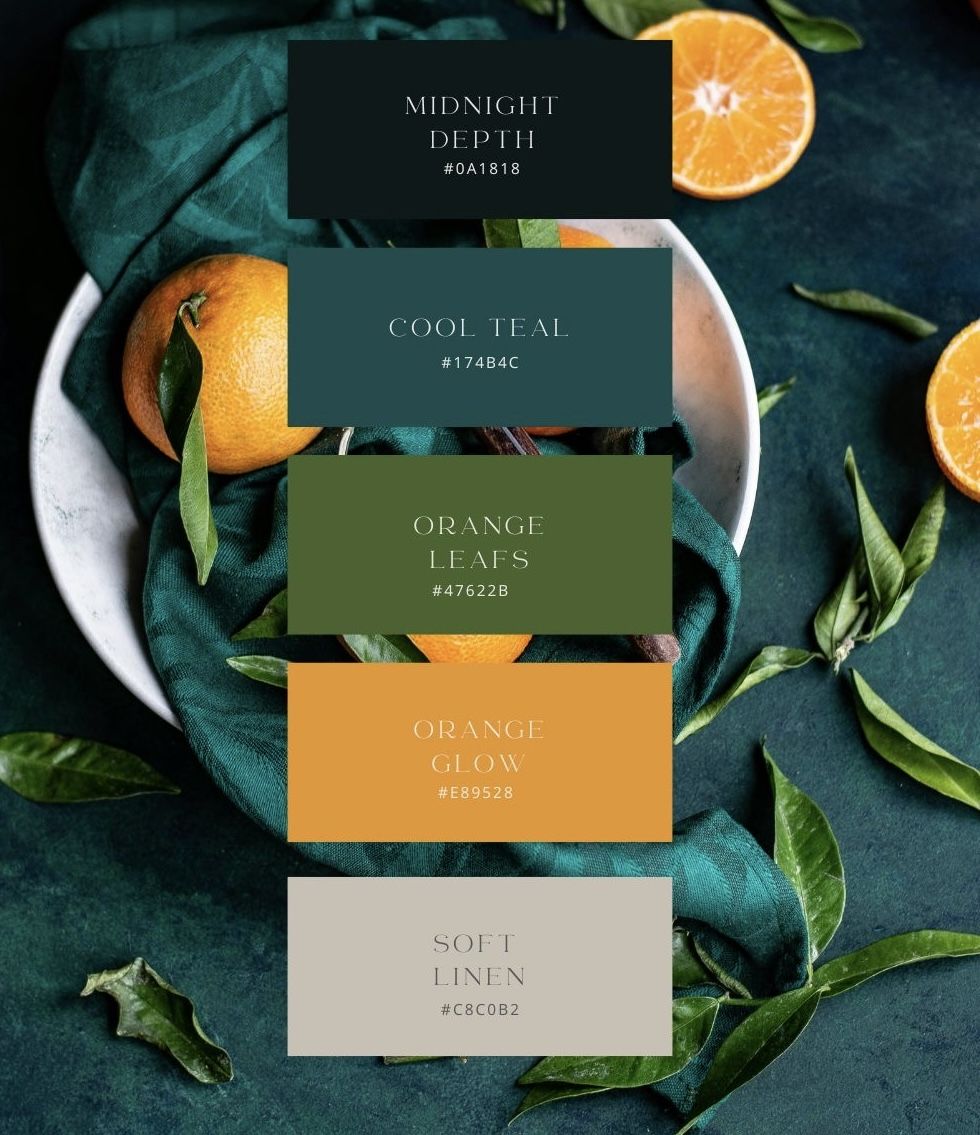 MIDNIGHT
DEPTH
#0A1818
COOL TEAL
#174B4C
ORANGE
LEAFS
#47622B
ORANGE
GLOW
#E89528
SOFT
LINEN
#C8C0B2